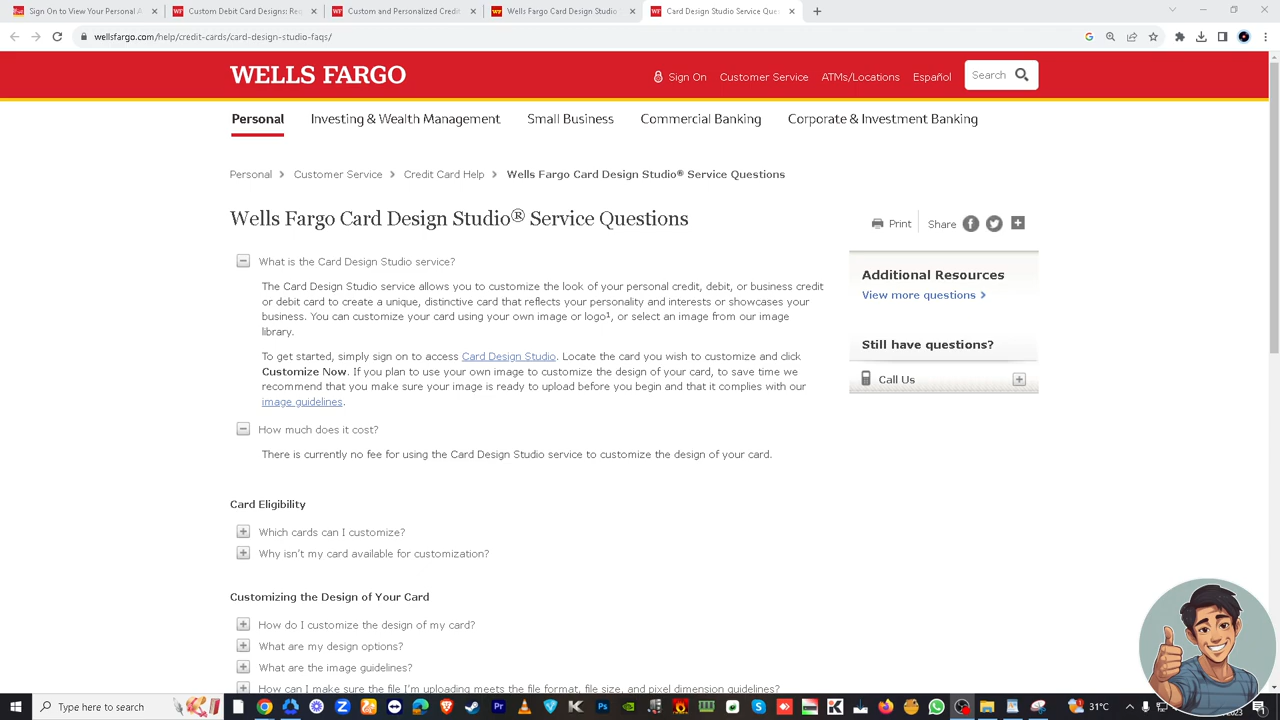 Sign On to View Your Personal A
Custom Debit Card Designs: Rec
Custom and Personalized Credit
Wells Fargo Card Design Studio
Card Design Studio Service Ques
wellsfargo.com/help/credit-cards/card-design-studio-faqs/
WELLS FARGO
Sign On
Customer Service
ATMs/Locations
Español
Search
Personal
Investing & Wealth Management
Small Business
Commercial Banking
Corporate & Investment Banking
Personal > Customer Service > Credit Card Help > Wells Fargo Card Design Studio® Service Questions
Wells Fargo Card Design Studio® Service Questions
Print
Share
What is the Card Design Studio service?
The Card Design Studio service allows you to customize the look of your personal credit, debit, or business credit
or debit card to create a unique, distinctive card that reflects your personality and interests or showcases your
business. You can customize your card using your own image or logo¹, or select an image from our image
library.
To get started, simply sign on to access Card Design Studio. Locate the card you wish to customize and click
Customize Now. If you plan to use your own image to customize the design of your card, to save time we
recommend that you make sure your image is ready to upload before you begin and that it complies with our
image guidelines.
How much does it cost?
There is currently no fee for using the Card Design Studio service to customize the design of your card.
Card Eligibility
Which cards can I customize?
Why isn't my card available for customization?
Customizing the Design of Your Card
How do I customize the design of my card?
What are my design options?
What are the image guidelines?
How can I make sure the file I'm uploading meets the file format, file size, and pixel dimension guidelines?
Additional Resources
View more questions >
Still have questions?
Call Us
Type here to search
31°C